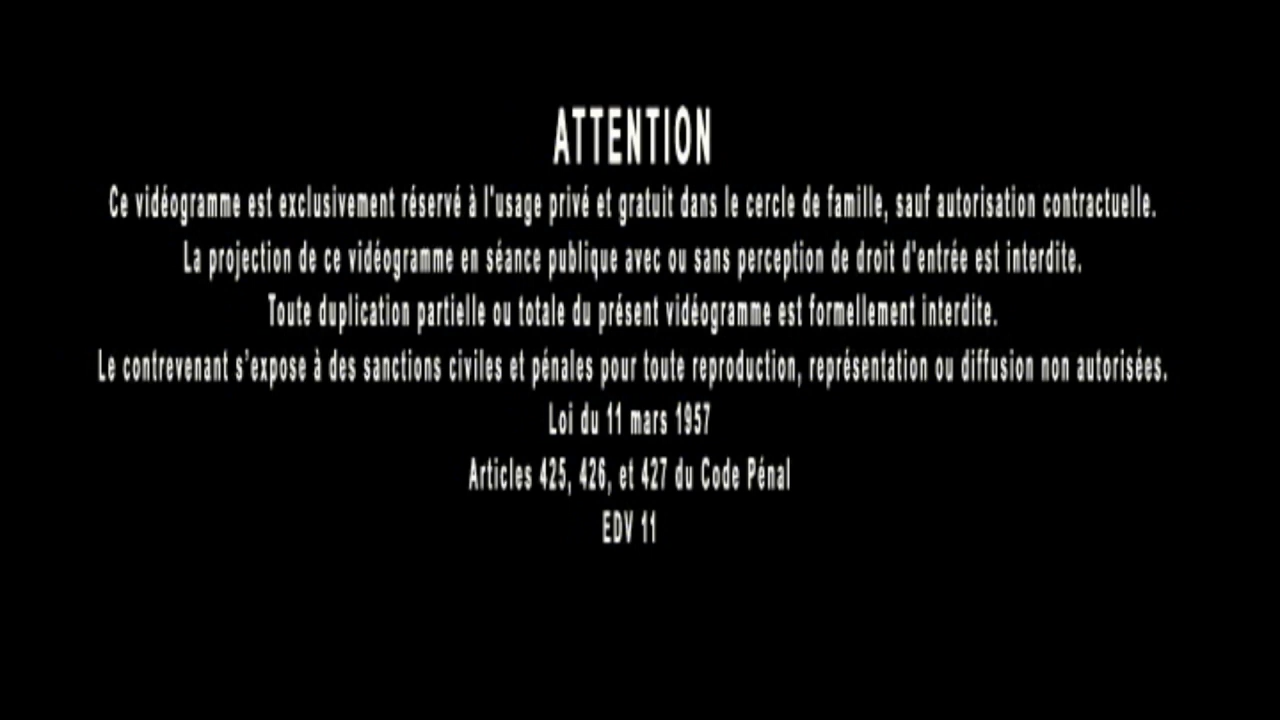 ATTENTION
Ce vidéogramme est exclusivement réservé à l'usage privé et gratuit dans le cercle de famille, sauf autorisation contractuelle.
La projection de ce vidéogramme en séance publique avec ou sans perception de droit d'entrée est interdite.
Toute duplication partielle ou totale du présent vidéogramme est formellement interdite.
Le contrevenant s'expose à des sanctions civiles et pénales pour toute reproduction, représentation ou diffusion non autorisées.
Loi du 11 mars 1957
Articles 425, 426, et 427 du Code Pénal
EDV 11